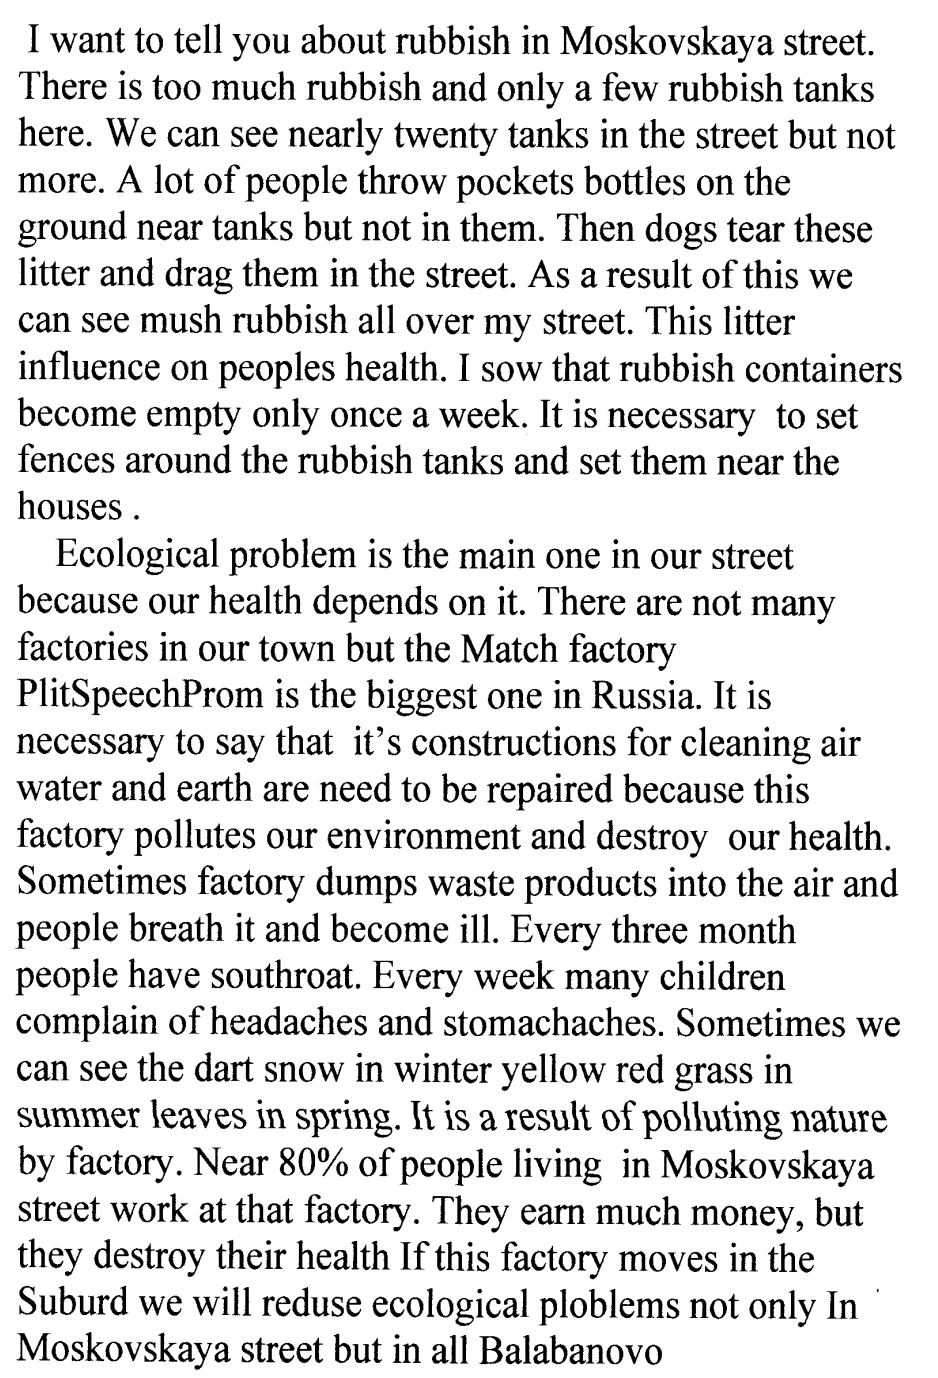 I want to tell you about rubbish in Moskovskaya street.
There is too much rubbish and only a few rubbish tanks
here. We can see nearly twenty tanks in the street but not
more. A lot of people throw pockets bottles on the
ground near tanks but not in them. Then dogs tear these
litter and drag them in the street. As a result of this we
can see mush rubbish all over my street. This litter
influence on peoples health. I sow that rubbish containers
become empty only once a week. It is necessary to set
fences around the rubbish tanks and set them near the
houses .
Ecological problem is the main one in our street
because our health depends on it. There are not many
factories in our town but the Match factory
PlitSpeechProm is the biggest one in Russia. It is
necessary to say that it's constructions for cleaning air
water and earth are need to be repaired because this
factory pollutes our environment and destroy our health.
Sometimes factory dumps waste products into the air and
people breath it and become ill. Every three month
people have southroat. Every week many children
complain of headaches and stomachaches. Sometimes we
can see the dart snow in winter yellow red grass in
summer leaves in spring. It is a result of polluting nature
by factory. Near 80% of people living in Moskovskaya
street work at that factory. They earn much money, but
they destroy their health If this factory moves in the
Suburd we will reduse ecological ploblems not only In
Moskovskaya street but in all Balabanovo